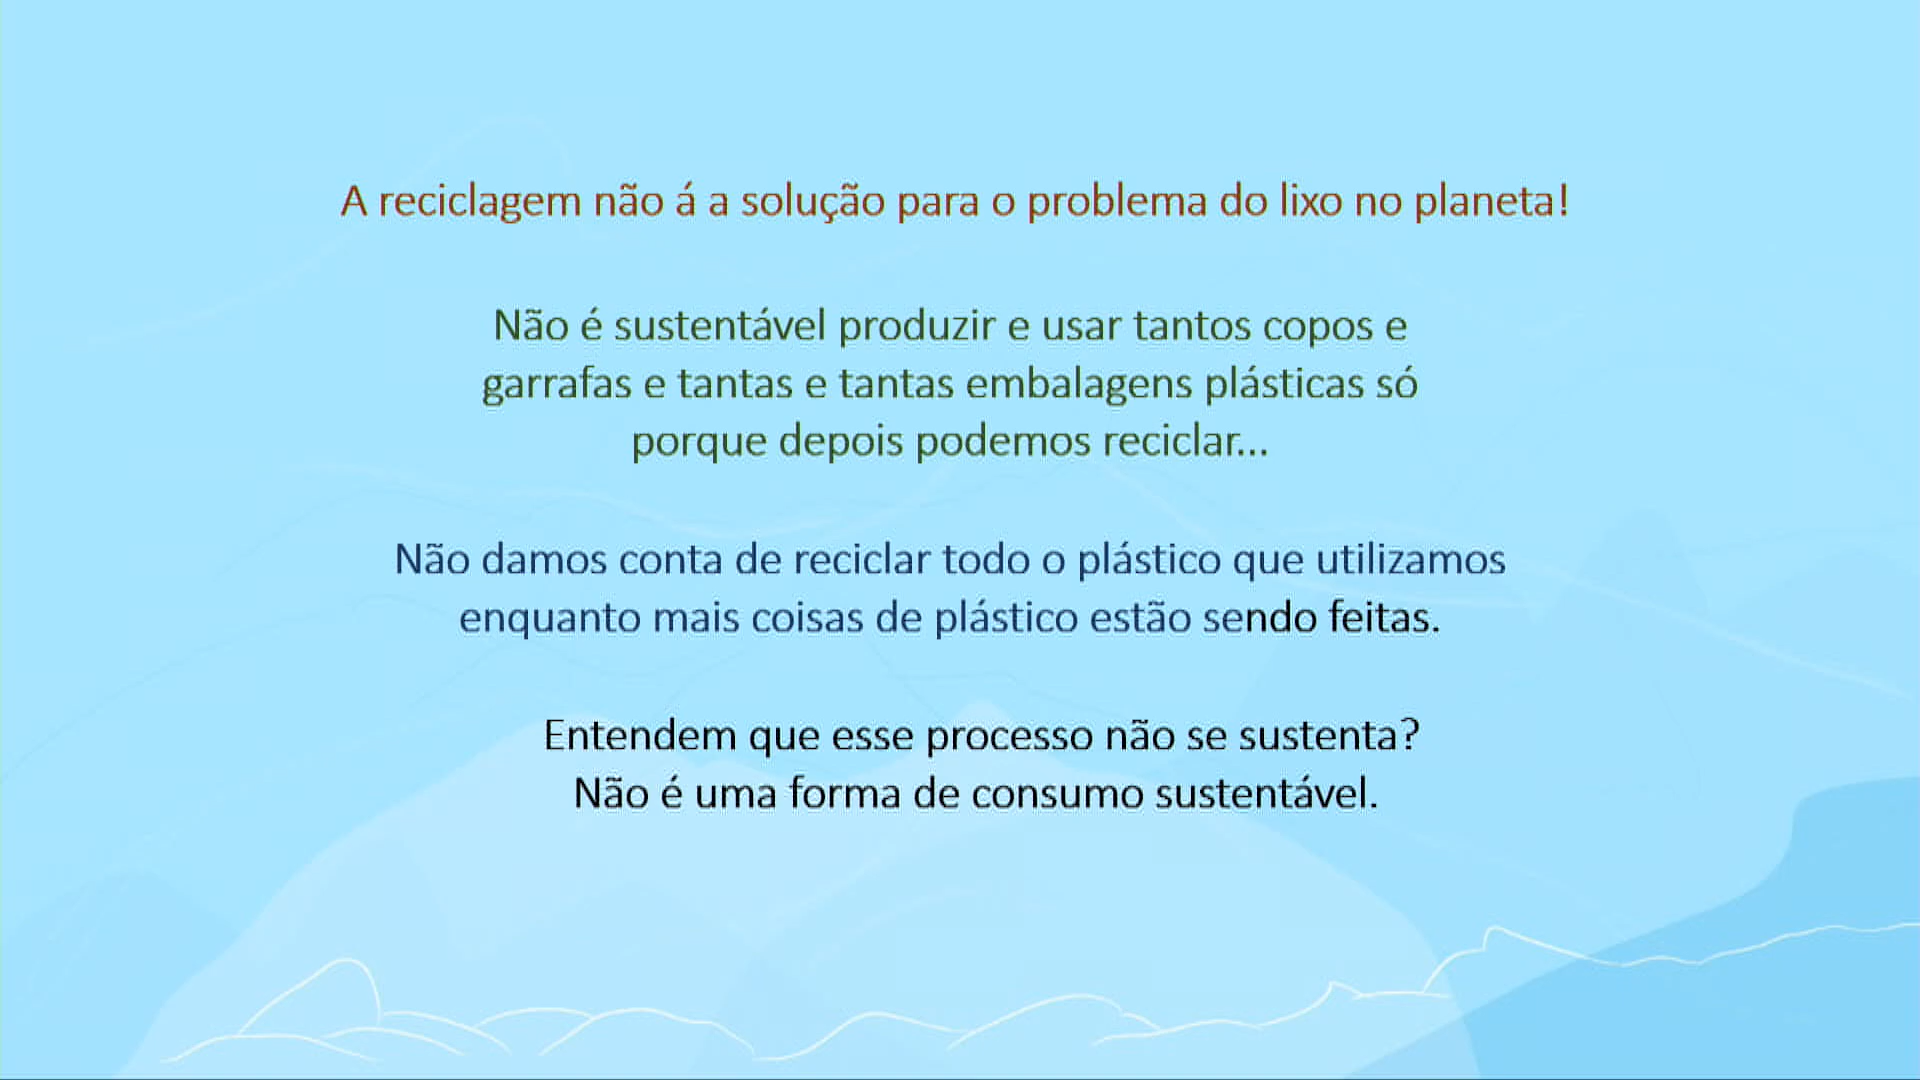 A reciclagem não á a solução para o problema do lixo no planeta!
Não é sustentável produzir e usar tantos copos e
garrafas e tantas e tantas embalagens plásticas só
porque depois podemos reciclar...
Não damos conta de reciclar todo o plástico que utilizamos
enquanto mais coisas de plástico estão sendo feitas.
Entendem que esse processo não se sustenta?
Não é uma forma de consumo sustentável.